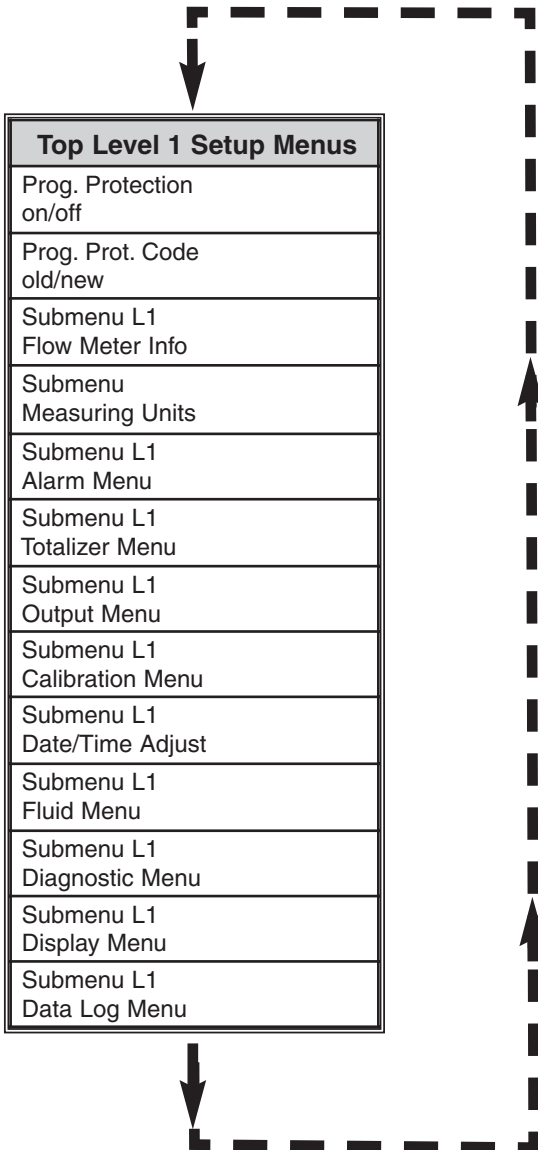 Top Level 1 Setup Menus
Prog. Protection
on/off
Prog. Prot. Code
old/new
Submenu L1
Flow Meter Info
Submenu
Measuring Units
Submenu L1
Alarm Menu
Submenu L1
Totalizer Menu
Submenu L1
Output Menu
Submenu L1
Calibration Menu
Submenu L1
Date/Time Adjust
Submenu L1
Fluid Menu
Submenu L1
Diagnostic Menu
Submenu L1
Display Menu
Submenu L1
Data Log Menu